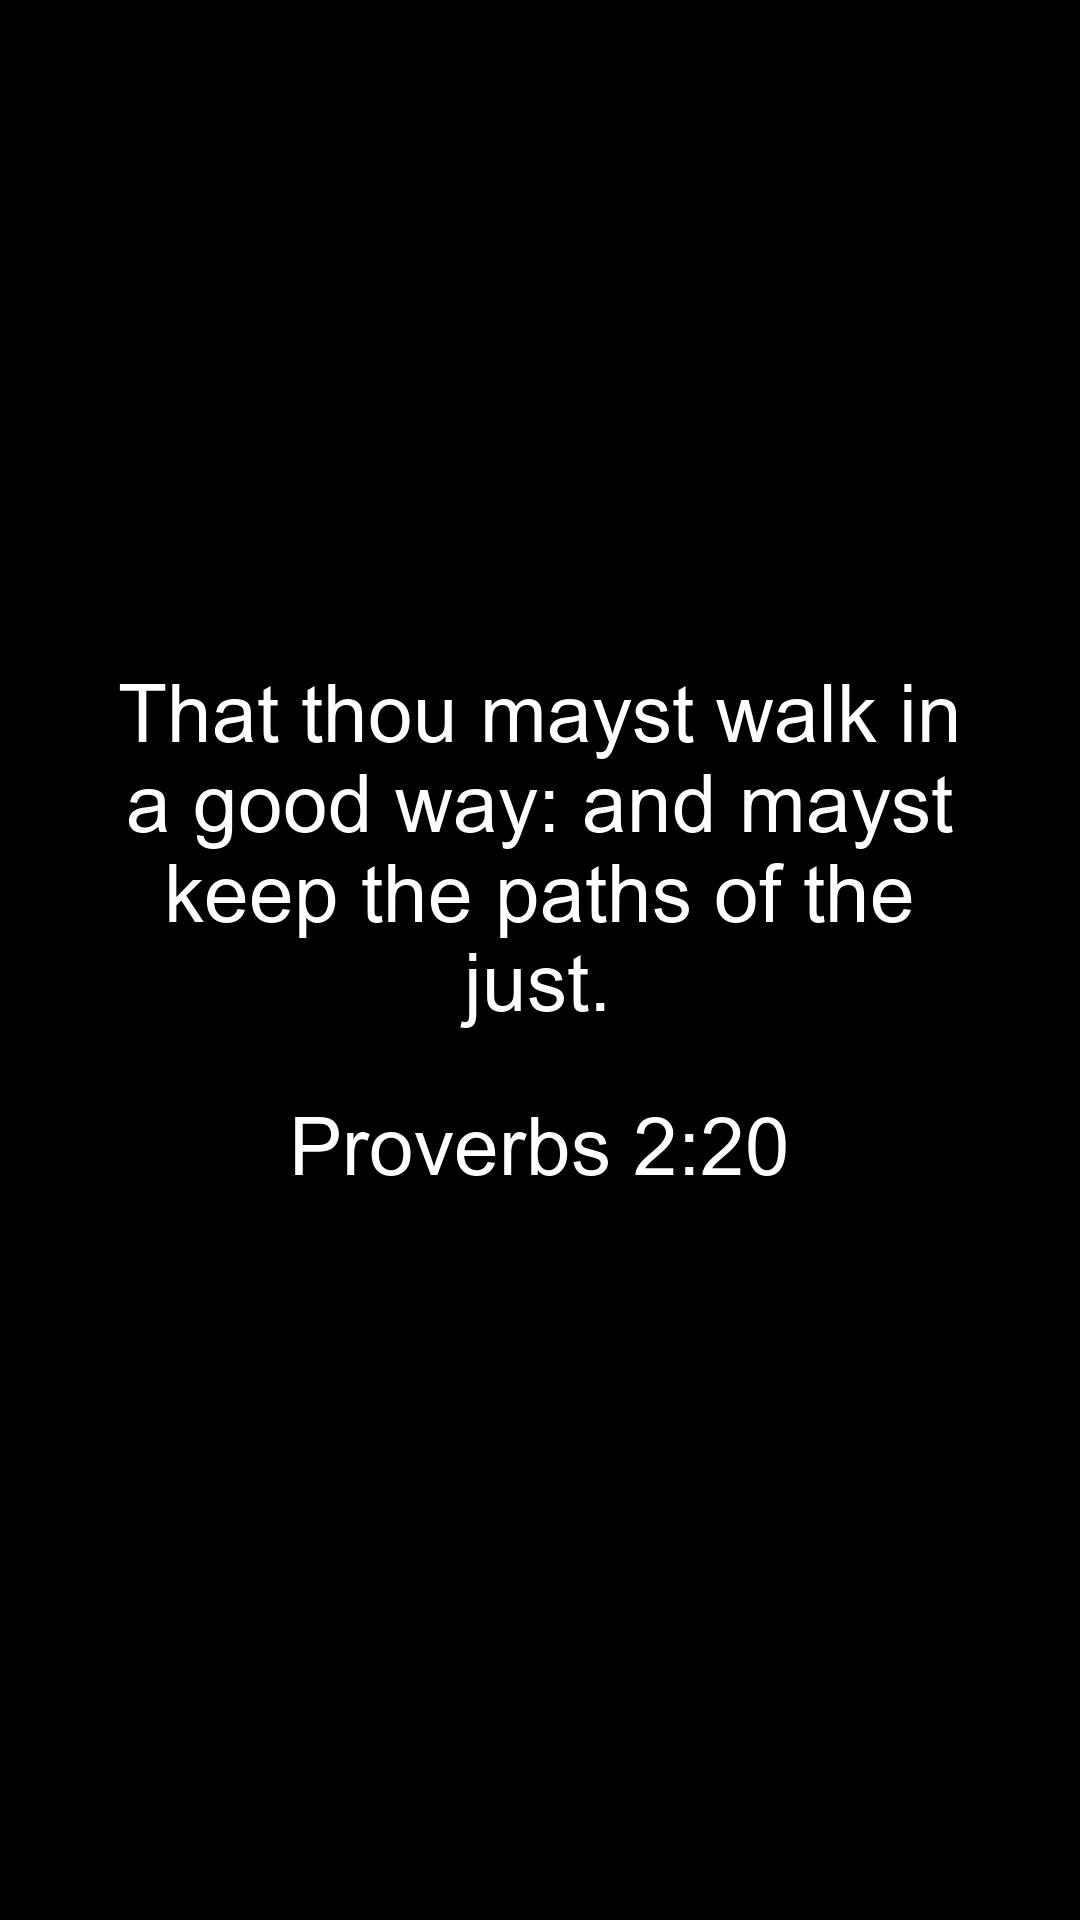 That thou mayst walk in
a good way: and mayst
keep the paths of the
just.
Proverbs 2:20